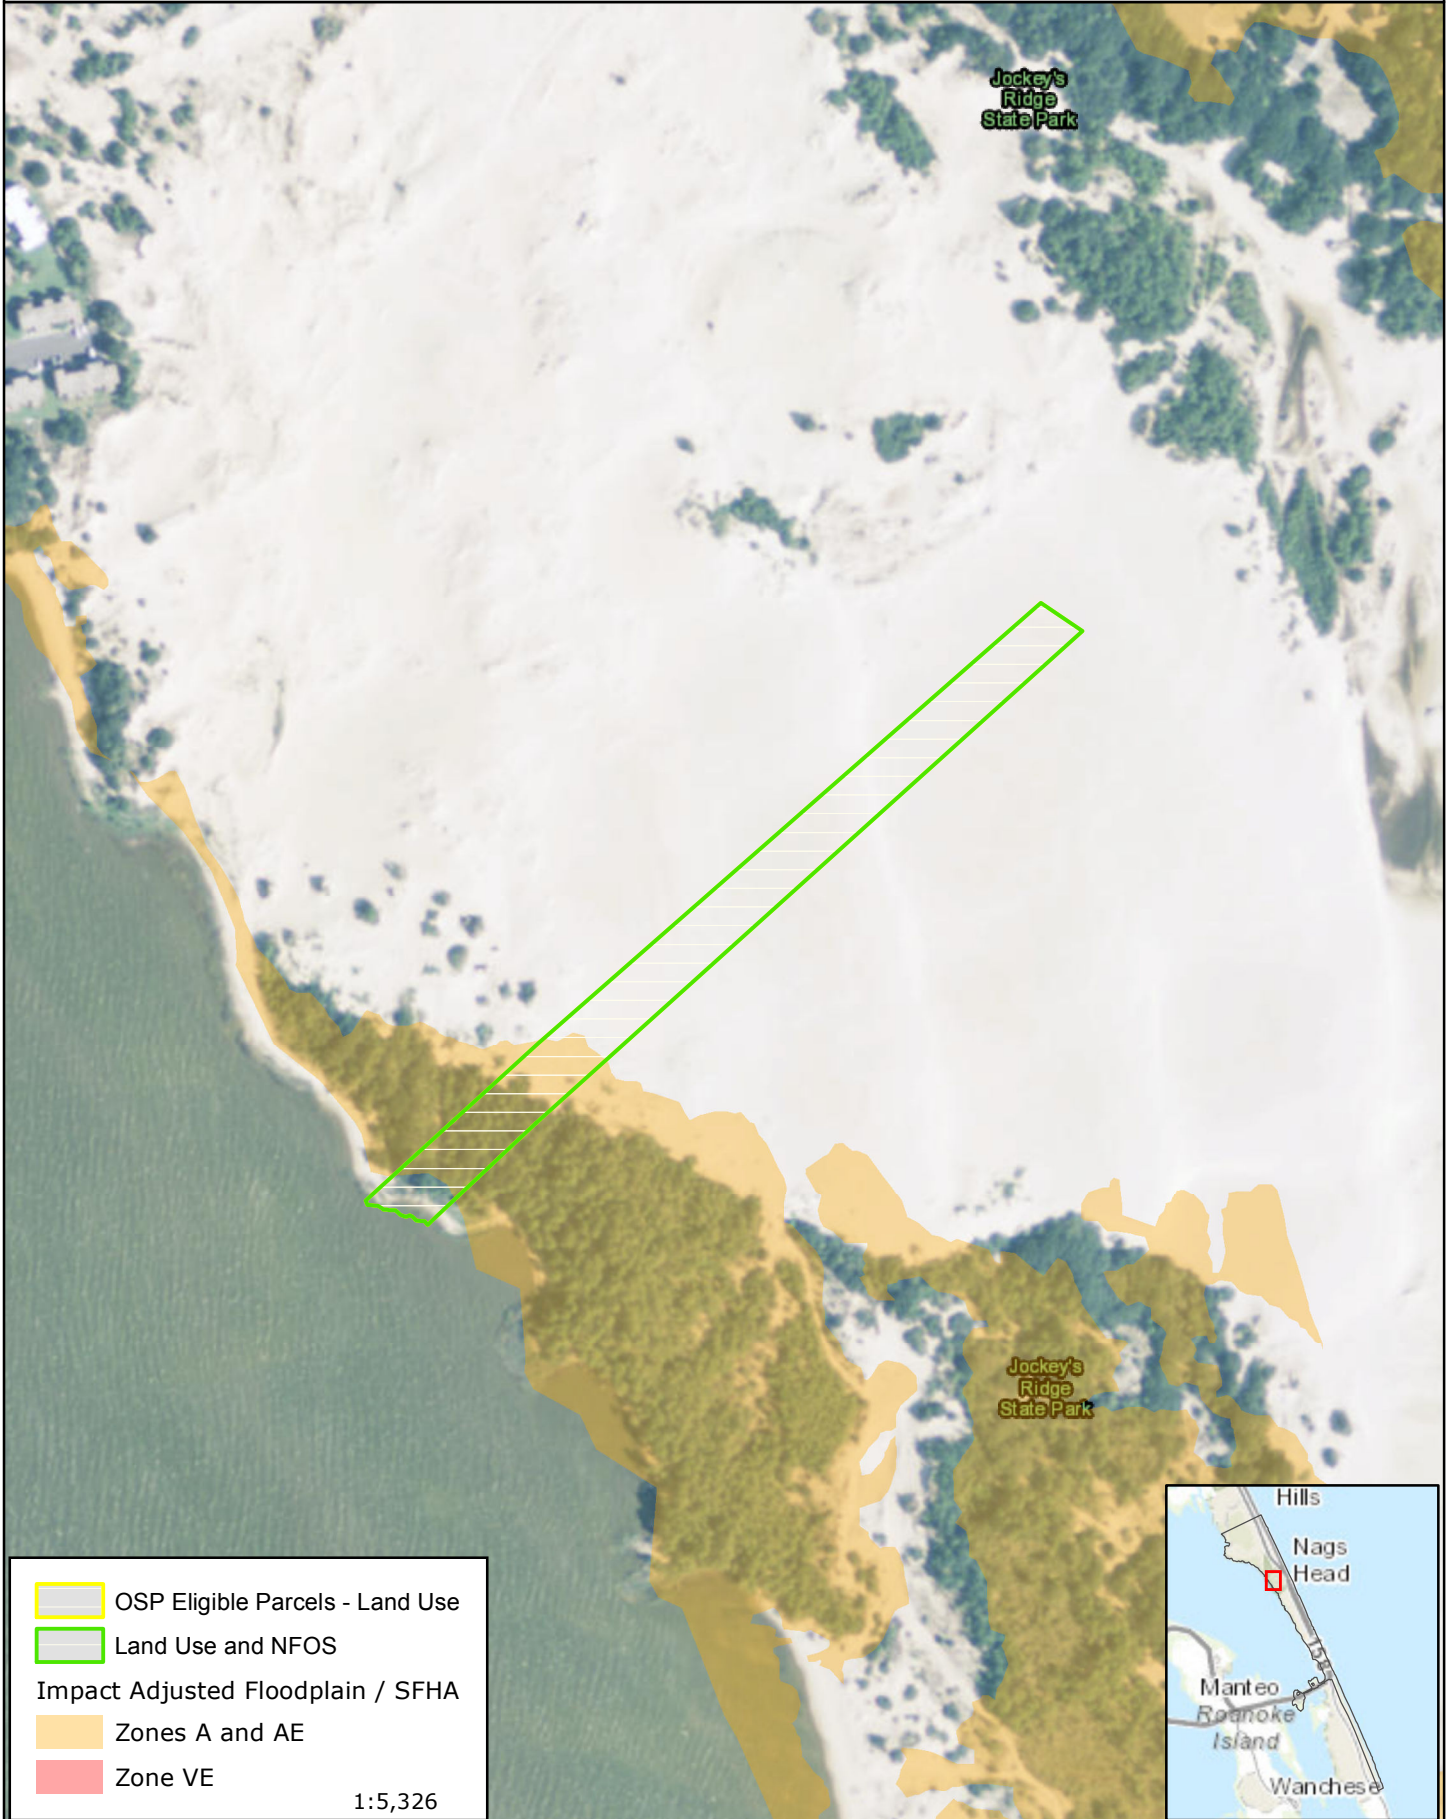 Jockey's
Ridge
State Park
Jockey's
Ridge
State Park
OSP Eligible Parcels - Land Use
Land Use and NFOS
Impact Adjusted Floodplain / SFHA
Zones A and AE
Zone VE
1:5,326
Hills
Nags
Head
158
Manteo
Roanoke
Island
Wanchese